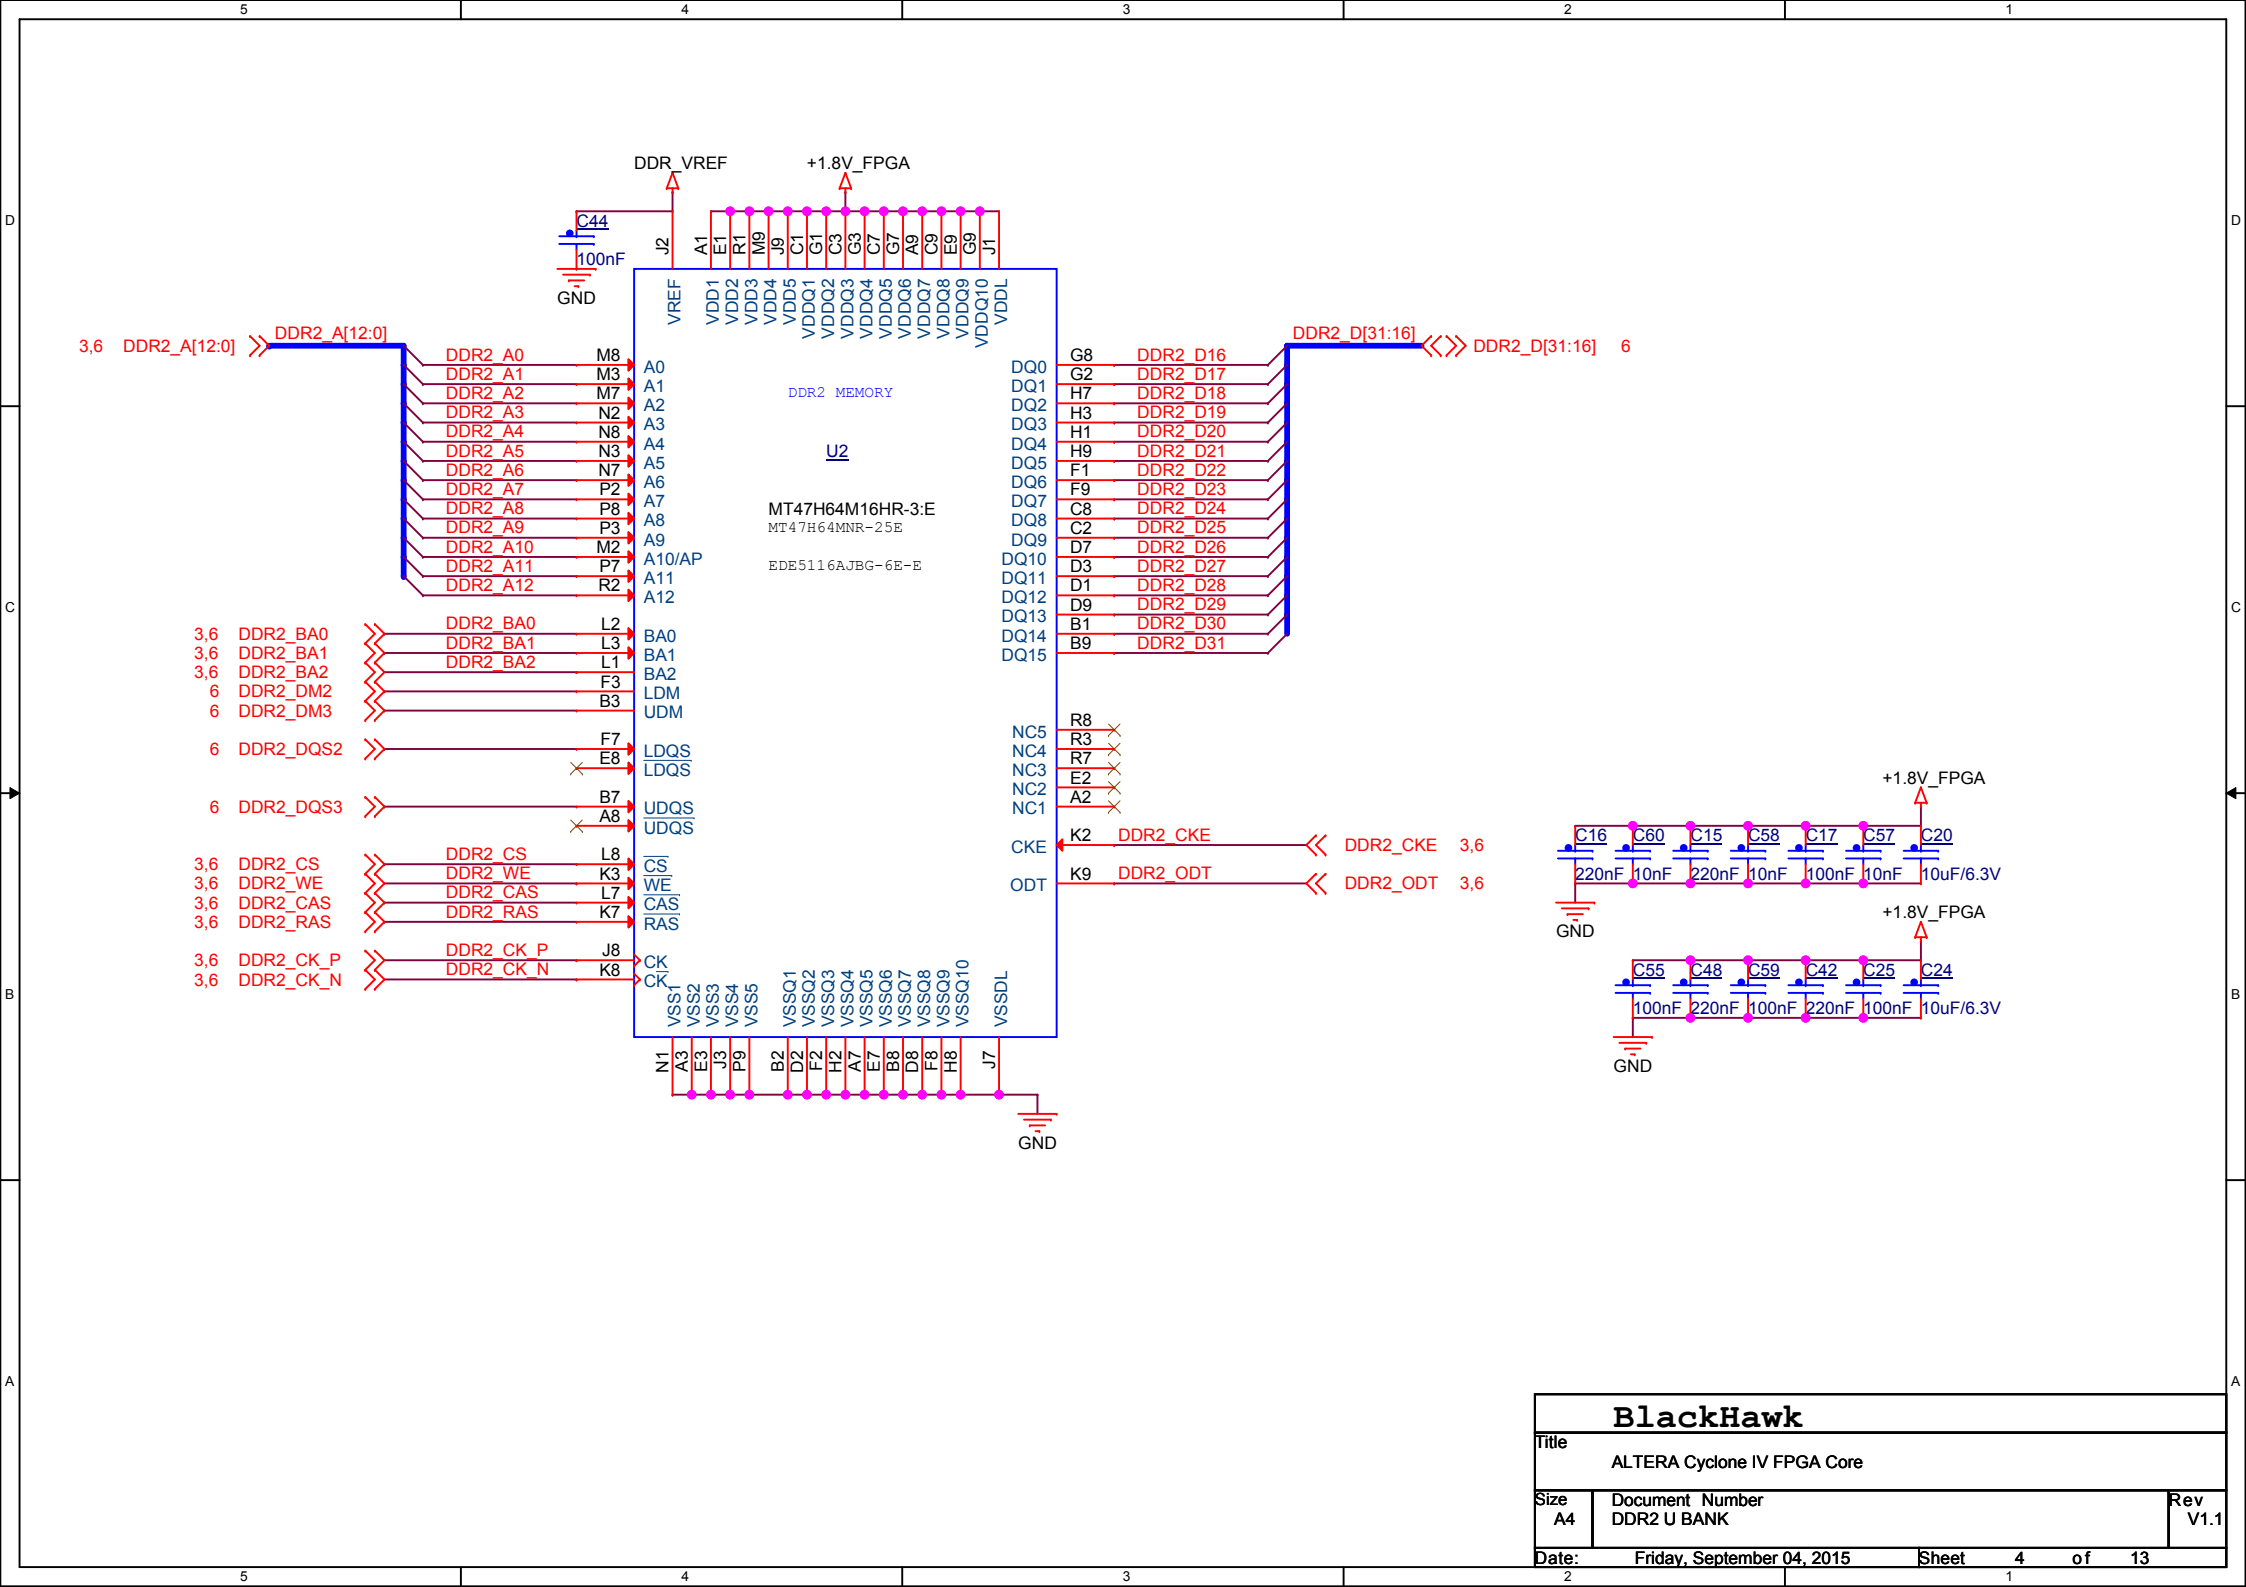 5 4 3 2 1
D D
C C
B B
A A
DDR_VREF +1.8V_FPGA
C44
100nF
GND
J2 A1 E1 R1 M9 J9 C1 G1 C3 G3 C7 G7 A9 C9 E9 G9 J1
VREF VDD1 VDD2 VDD3 VDD4 VDD5 VDDQ1 VDDQ2 VDDQ3 VDDQ4 VDDQ5 VDDQ6 VDDQ7 VDDQ8 VDDQ9 VDDQ10 VDDL
3,6 DDR2_A[12:0] DDR2_A[12:0]
DDR2_A0 M8 A0
DDR2_A1 M3 A1
DDR2_A2 M7 A2
DDR2_A3 N2 A3
DDR2_A4 N8 A4
DDR2_A5 N3 A5
DDR2_A6 N7 A6
DDR2_A7 P2 A7
DDR2_A8 P8 A8
DDR2_A9 P3 A9
DDR2_A10 M2 A10/AP
DDR2_A11 P7 A11
DDR2_A12 R2 A12
3,6 DDR2_BA0 DDR2_BA0 L2 BA0
3,6 DDR2_BA1 DDR2_BA1 L3 BA1
3,6 DDR2_BA2 DDR2_BA2 L1 BA2
6 DDR2_DM2 F3 LDM
6 DDR2_DM3 B3 UDM
6 DDR2_DQS2 F7 LDQS
E8 LDQS
6 DDR2_DQS3 B7 UDQS
A8 UDQS
3,6 DDR2_CS DDR2_CS L8 CS
3,6 DDR2_WE DDR2_WE K3 WE
3,6 DDR2_CAS DDR2_CAS L7 CAS
3,6 DDR2_RAS DDR2_RAS K7 RAS
3,6 DDR2_CK_P DDR2_CK_P J8 CK
3,6 DDR2_CK_N DDR2_CK_N K8 CK
DDR2 MEMORY
U2
MT47H64M16HR-3:E
MT47H64MNR-25E
EDE5116AJBG-6E-E
DDR2_D[31:16] DDR2_D[31:16] 6
DQ0 G8 DDR2_D16
DQ1 G2 DDR2_D17
DQ2 H7 DDR2_D18
DQ3 H3 DDR2_D19
DQ4 H1 DDR2_D20
DQ5 H9 DDR2_D21
DQ6 F1 DDR2_D22
DQ7 F9 DDR2_D23
DQ8 C8 DDR2_D24
DQ9 C2 DDR2_D25
DQ10 D7 DDR2_D26
DQ11 D3 DDR2_D27
DQ12 D1 DDR2_D28
DQ13 D9 DDR2_D29
DQ14 B1 DDR2_D30
DQ15 B9 DDR2_D31
NC5 R8
NC4 R3
NC3 R7
NC2 E2
NC1 A2
CKE K2 DDR2_CKE DDR2_CKE 3,6
ODT K9 DDR2_ODT DDR2_ODT 3,6
VSS1 VSS2 VSS3 VSS4 VSS5 VSSQ1 VSSQ2 VSSQ3 VSSQ4 VSSQ5 VSSQ6 VSSQ7 VSSQ8 VSSQ9 VSSQ10 VSSDL
N1 A3 E3 J3 P9 B2 D2 F2 H2 A7 E7 B8 D8 F8 H8 J7
GND
+1.8V_FPGA
C16 C60 C15 C58 C17 C57 C20
220nF 10nF 220nF 10nF 100nF 10nF 10uF/6.3V
GND
+1.8V_FPGA
C55 C48 C59 C42 C25 C24
100nF 220nF 100nF 220nF 100nF 10uF/6.3V
GND
BlackHawk
Title
ALTERA Cyclone IV FPGA Core
Size Document Number Rev
A4 DDR2 U BANK V1.1
Date: Friday, September 04, 2015 Sheet 4 of 13
5 4 3 2 1